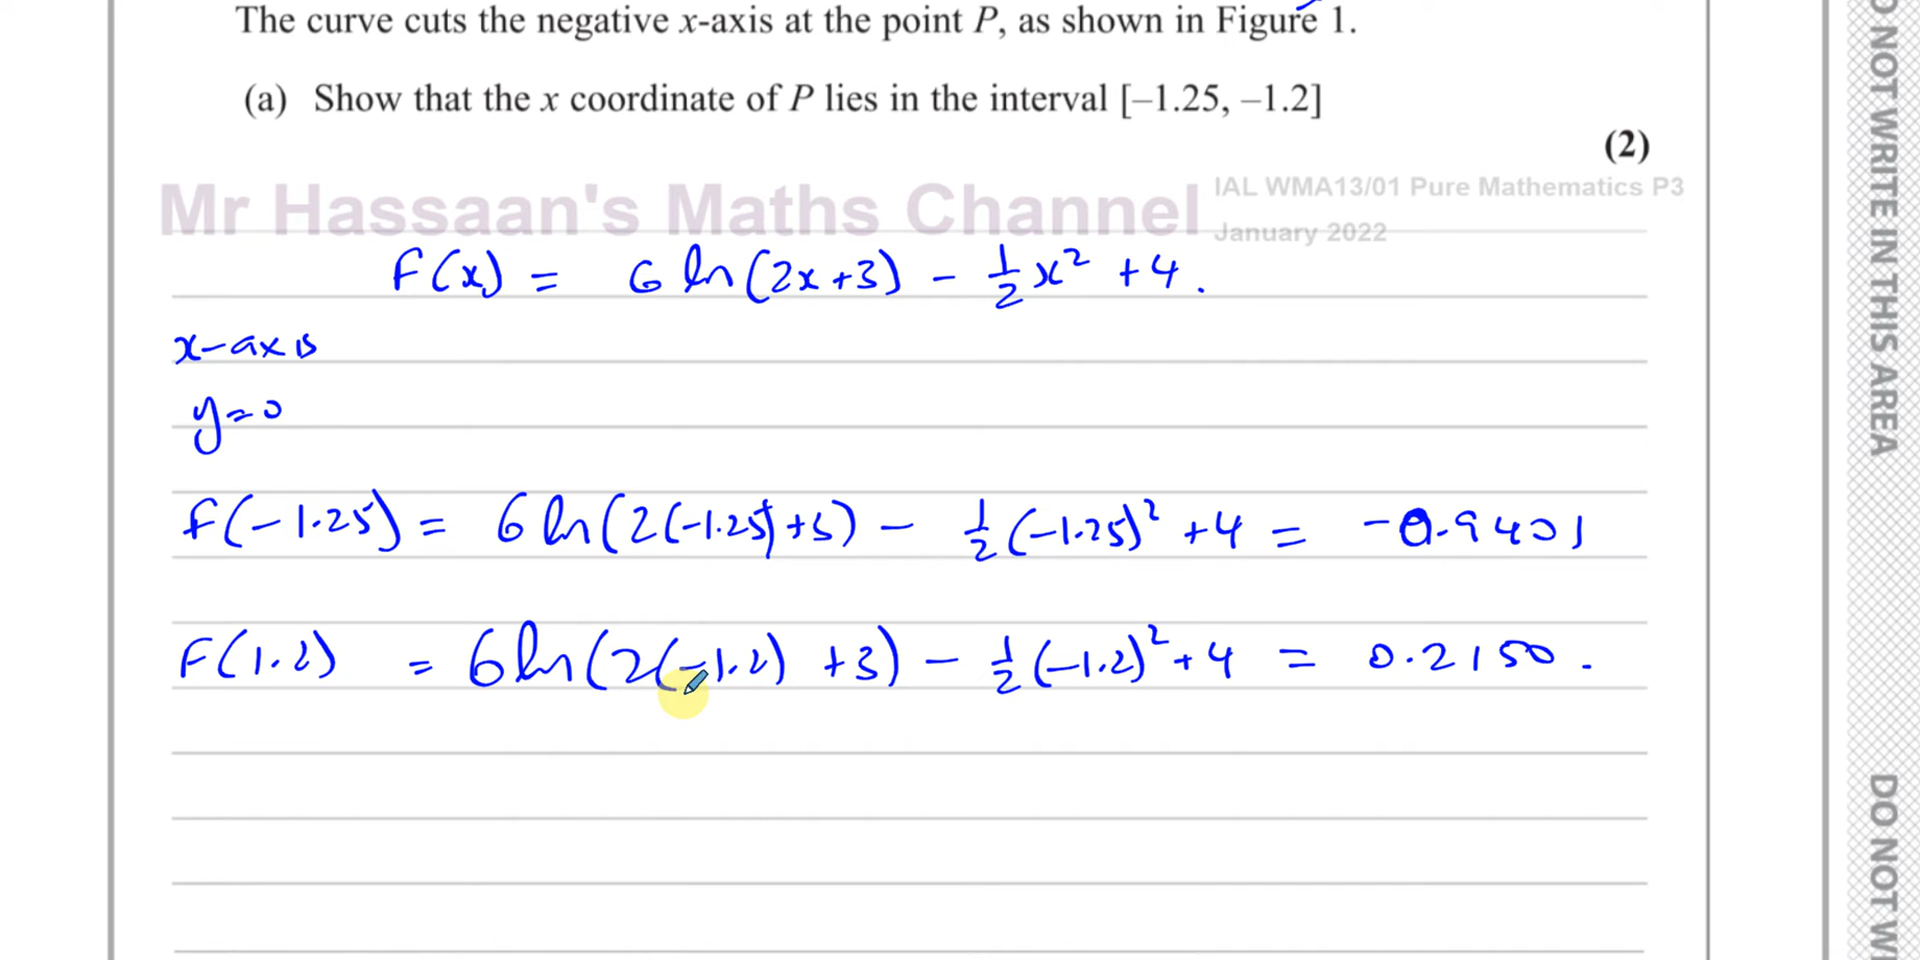 The curve cuts the negative x-axis at the point P, as shown in Figure 1.
(a) Show that the x coordinate of P lies in the interval [–1.25, –1.2]
(2)
Mr Hassaan's Maths Channel
IAL WMA13/01 Pure Mathematics P3
January 2022
f(x) = 6 ln(2x+3) - 1/2 x² + 4.
x-axis
y=0
f(-1.25) = 6 ln(2(-1.25)+3) - 1/2 (-1.25)² + 4 = -0.9401
f(1.2) = 6 ln(2(-1.2) + 3) - 1/2 (-1.2)² + 4 = 0.2150.
O NOT WRITE IN THIS AREA
DO NOT W